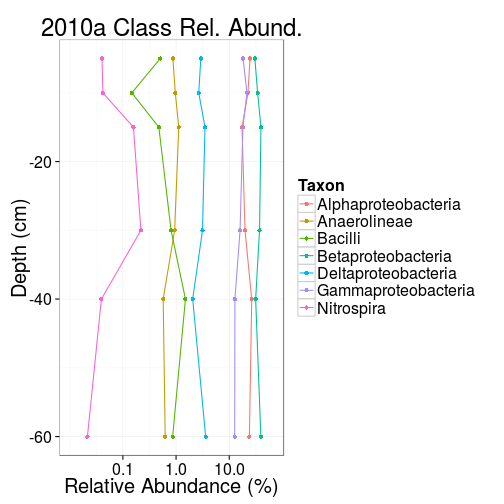 2010a Class Rel. Abund.
Depth (cm)
-20
-40
-60
0.1 1.0 10.0
Relative Abundance (%)
Taxon
Alphaproteobacteria
Anaerolineae
Bacilli
Betaproteobacteria
Deltaproteobacteria
Gammaproteobacteria
Nitrospira